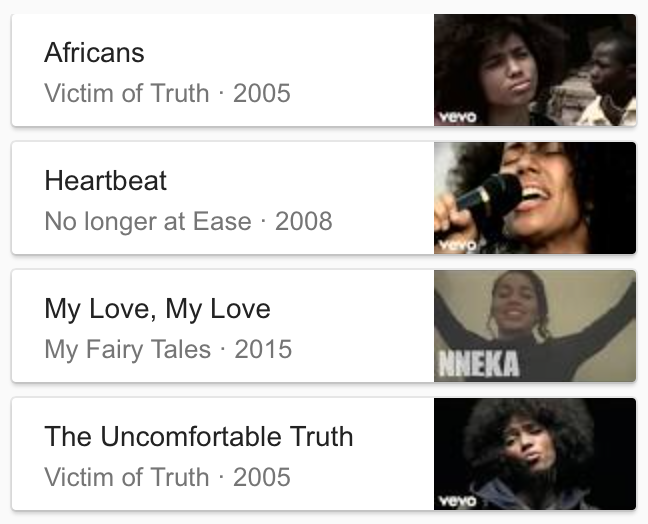 Africans
Victim of Truth · 2005
vevo
Heartbeat
No longer at Ease · 2008
vevo
My Love, My Love
My Fairy Tales · 2015
NNEKA
The Uncomfortable Truth
Victim of Truth · 2005
vevo